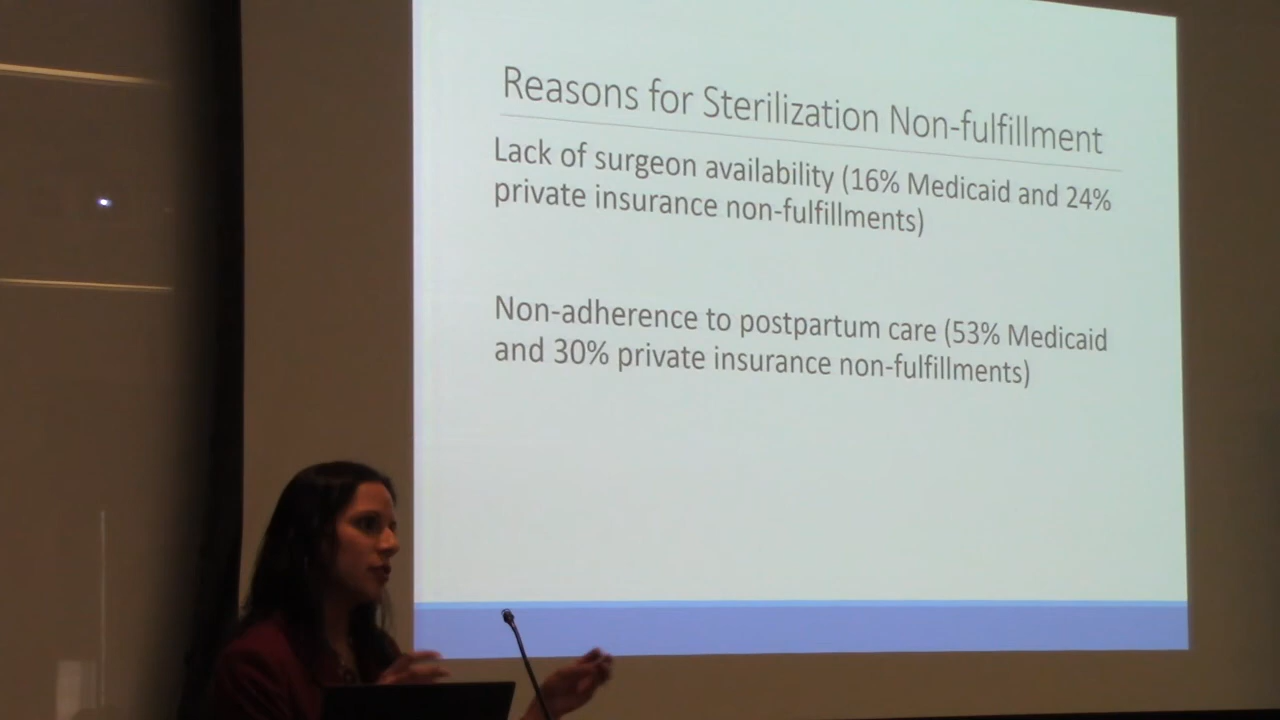 Reasons for Sterilization Non-fulfillment
Lack of surgeon availability (16% Medicaid and 24%
private insurance non-fulfillments)
Non-adherence to postpartum care (53% Medicaid
and 30% private insurance non-fulfillments)